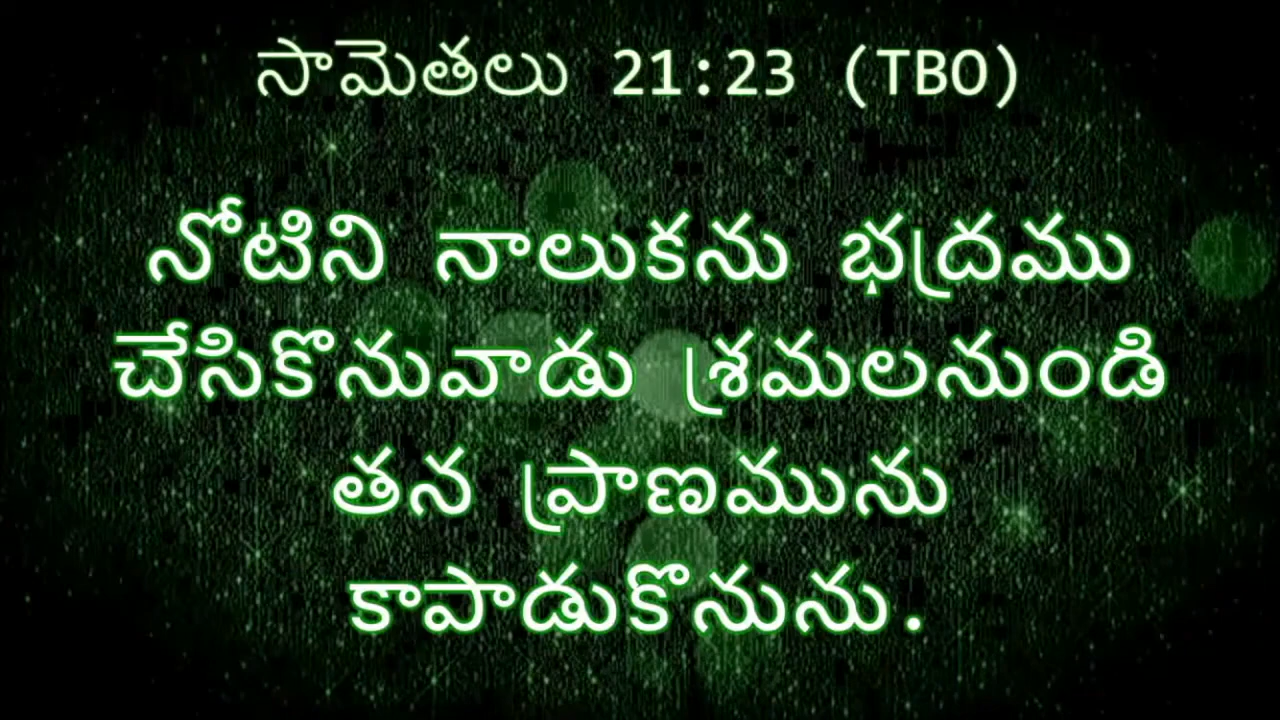 సామెతలు 21:23 (TBO)
నోటిని నాలుకను భద్రము
చేసికొనువాడు శ్రమలనుండి
తన ప్రాణమును
కాపాడుకొనును.